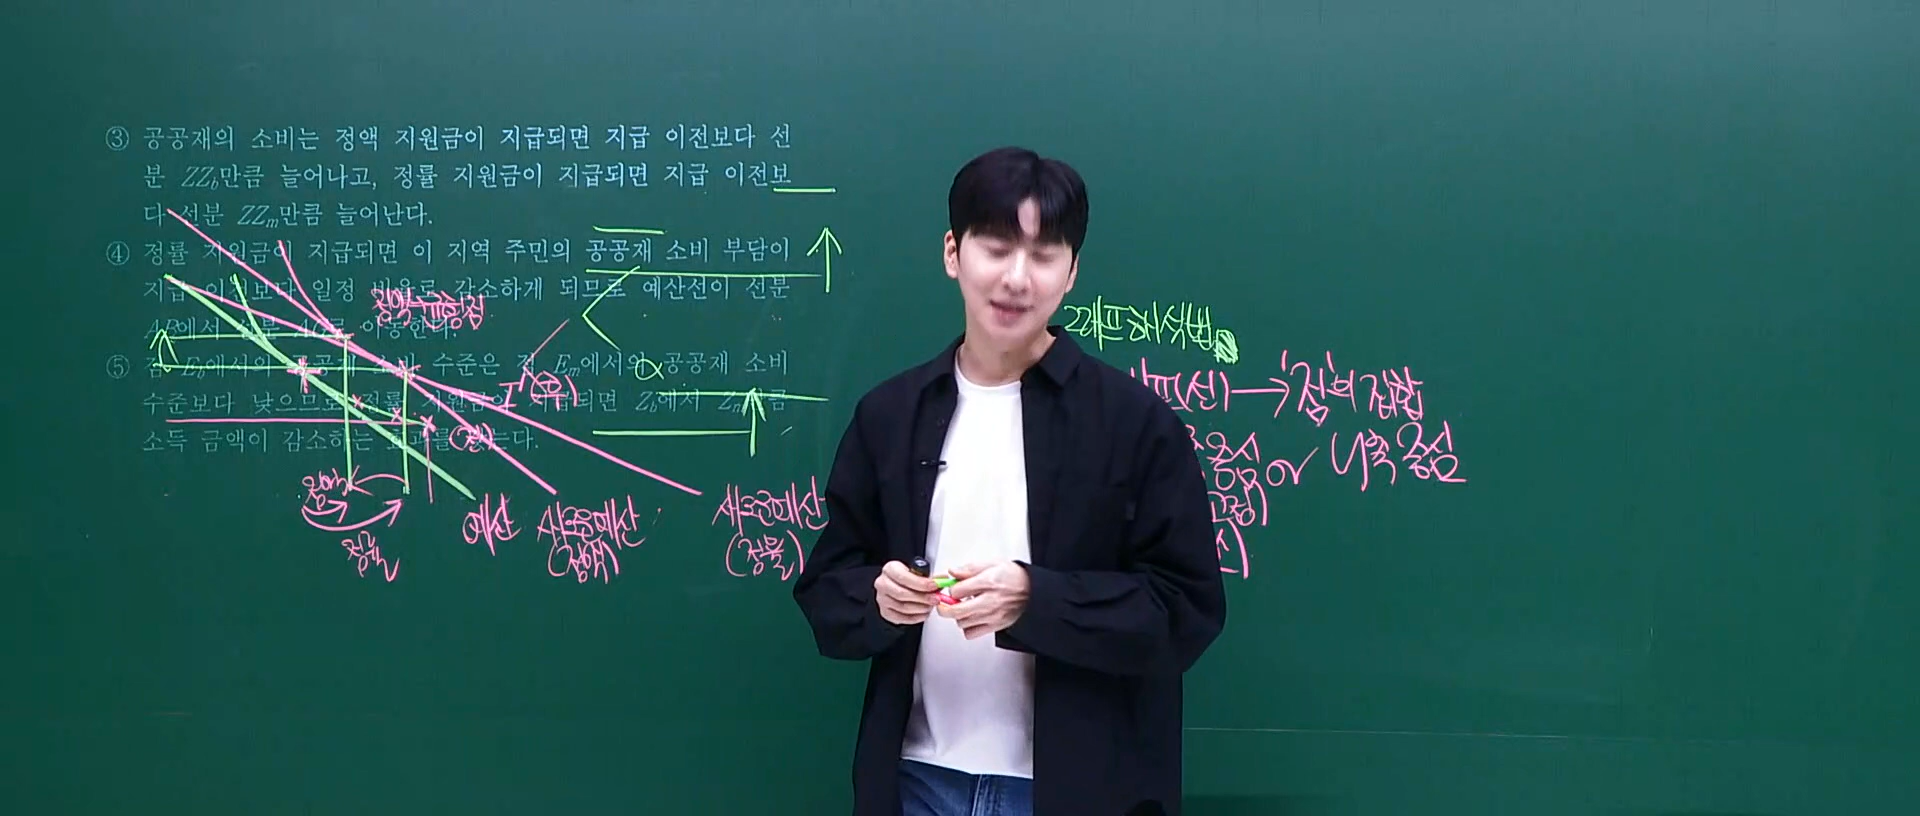 ③ 공공재의 소비는 정액 지원금이 지급되면 지급 이전보다 선
분 ZZb만큼 늘어나고, 정률 지원금이 지급되면 지급 이전보
다 선분 ZZm만큼 늘어난다.
④ 정률 지원금이 지급되면 이 지역 주민의 공공재 소비 부담이
지급 이전보다 일정 비율로 감소하게 되므로 예산선이 선분
AB에서 선분 AC로 이동한다.
⑤ 점 Eb에서의 공공재 소비 수준은 점 Em에서의 공공재 소비
수준보다 낮으므로 정률 지원금이 지급되면 Zb에서 Zm만큼
소득 금액이 감소하는 효과를 갖는다.
α
정액
정률
예산
새로운예산
(정액)
새로운예산
(정률)
그래프 해석법
(선) → '점'의 집합
중심 or 나축 중심